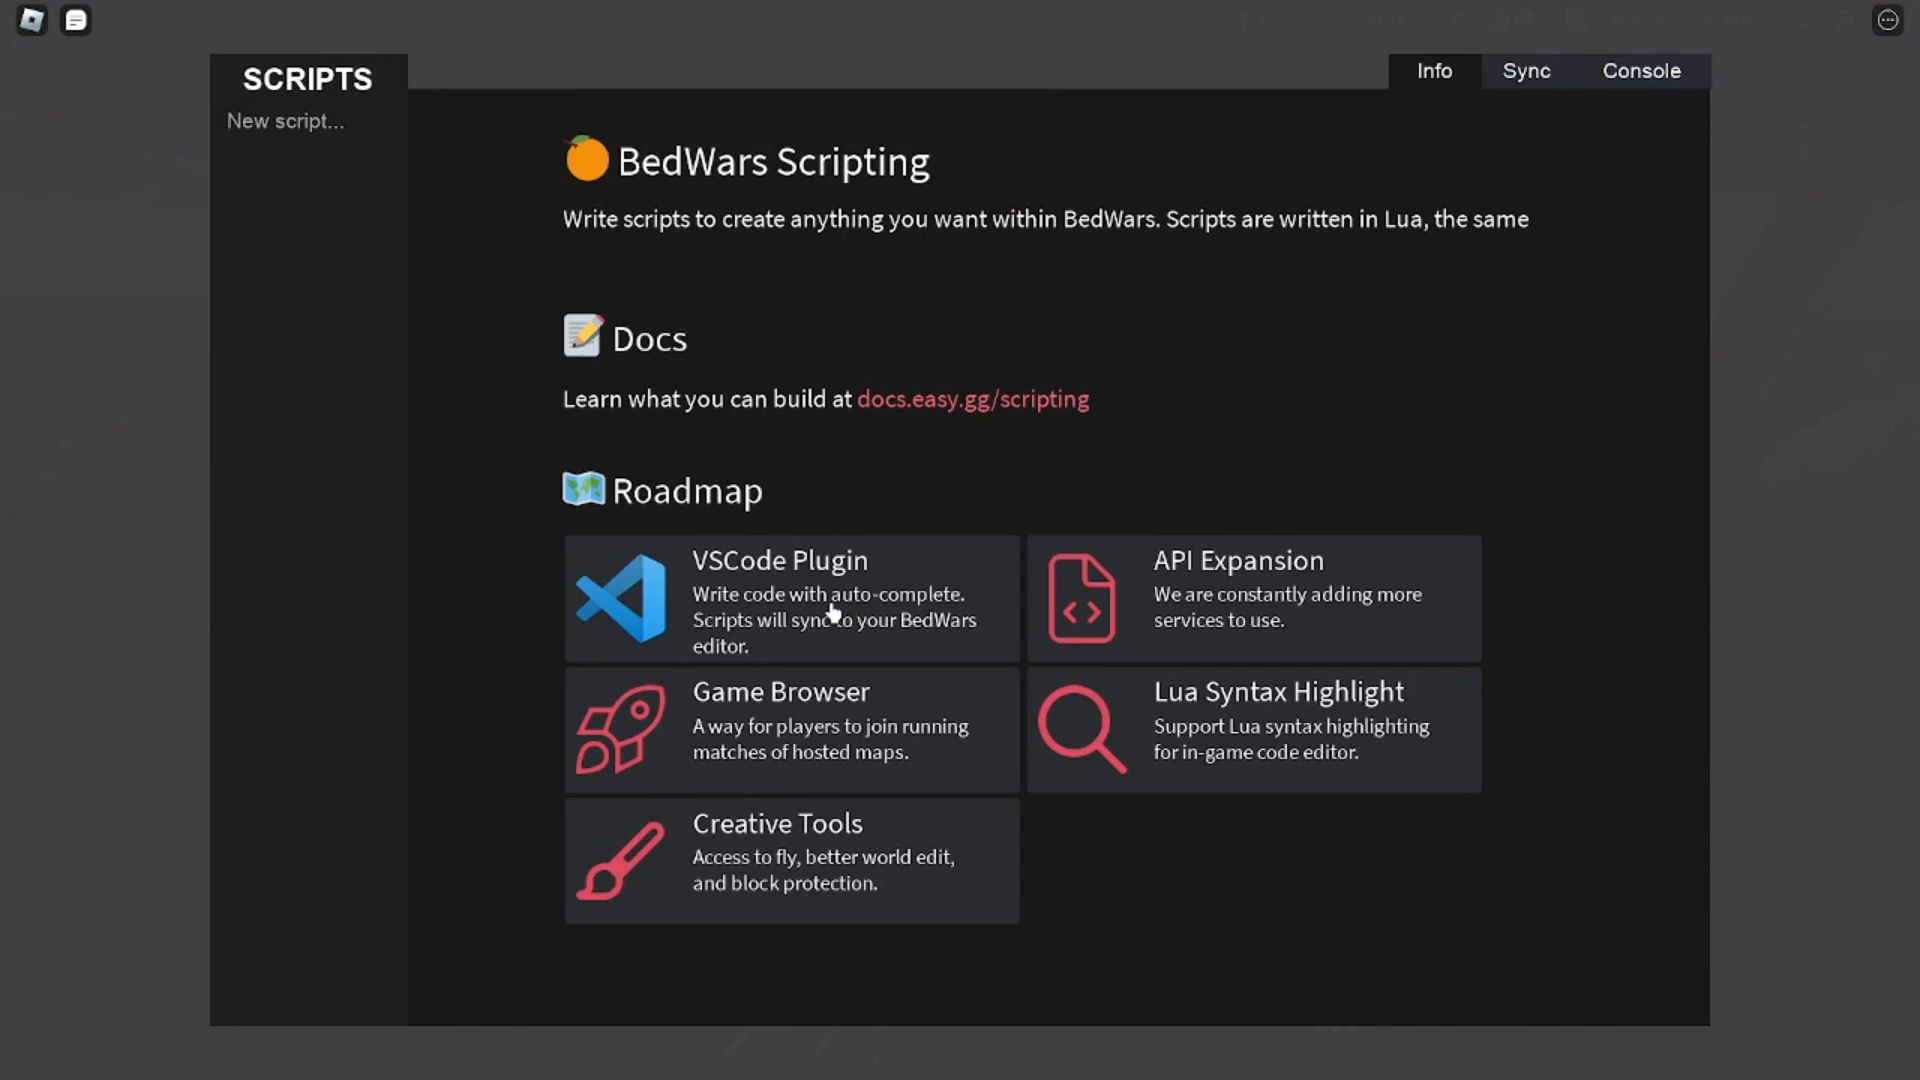 SCRIPTS
New script...
Info
Sync
Console
BedWars Scripting
Write scripts to create anything you want within BedWars. Scripts are written in Lua, the same
Docs
Learn what you can build at docs.easy.gg/scripting
Roadmap
VSCode Plugin
Write code with auto-complete.
Scripts will sync to your BedWars
editor.
API Expansion
We are constantly adding more
services to use.
Game Browser
A way for players to join running
matches of hosted maps.
Lua Syntax Highlight
Support Lua syntax highlighting
for in-game code editor.
Creative Tools
Access to fly, better world edit,
and block protection.